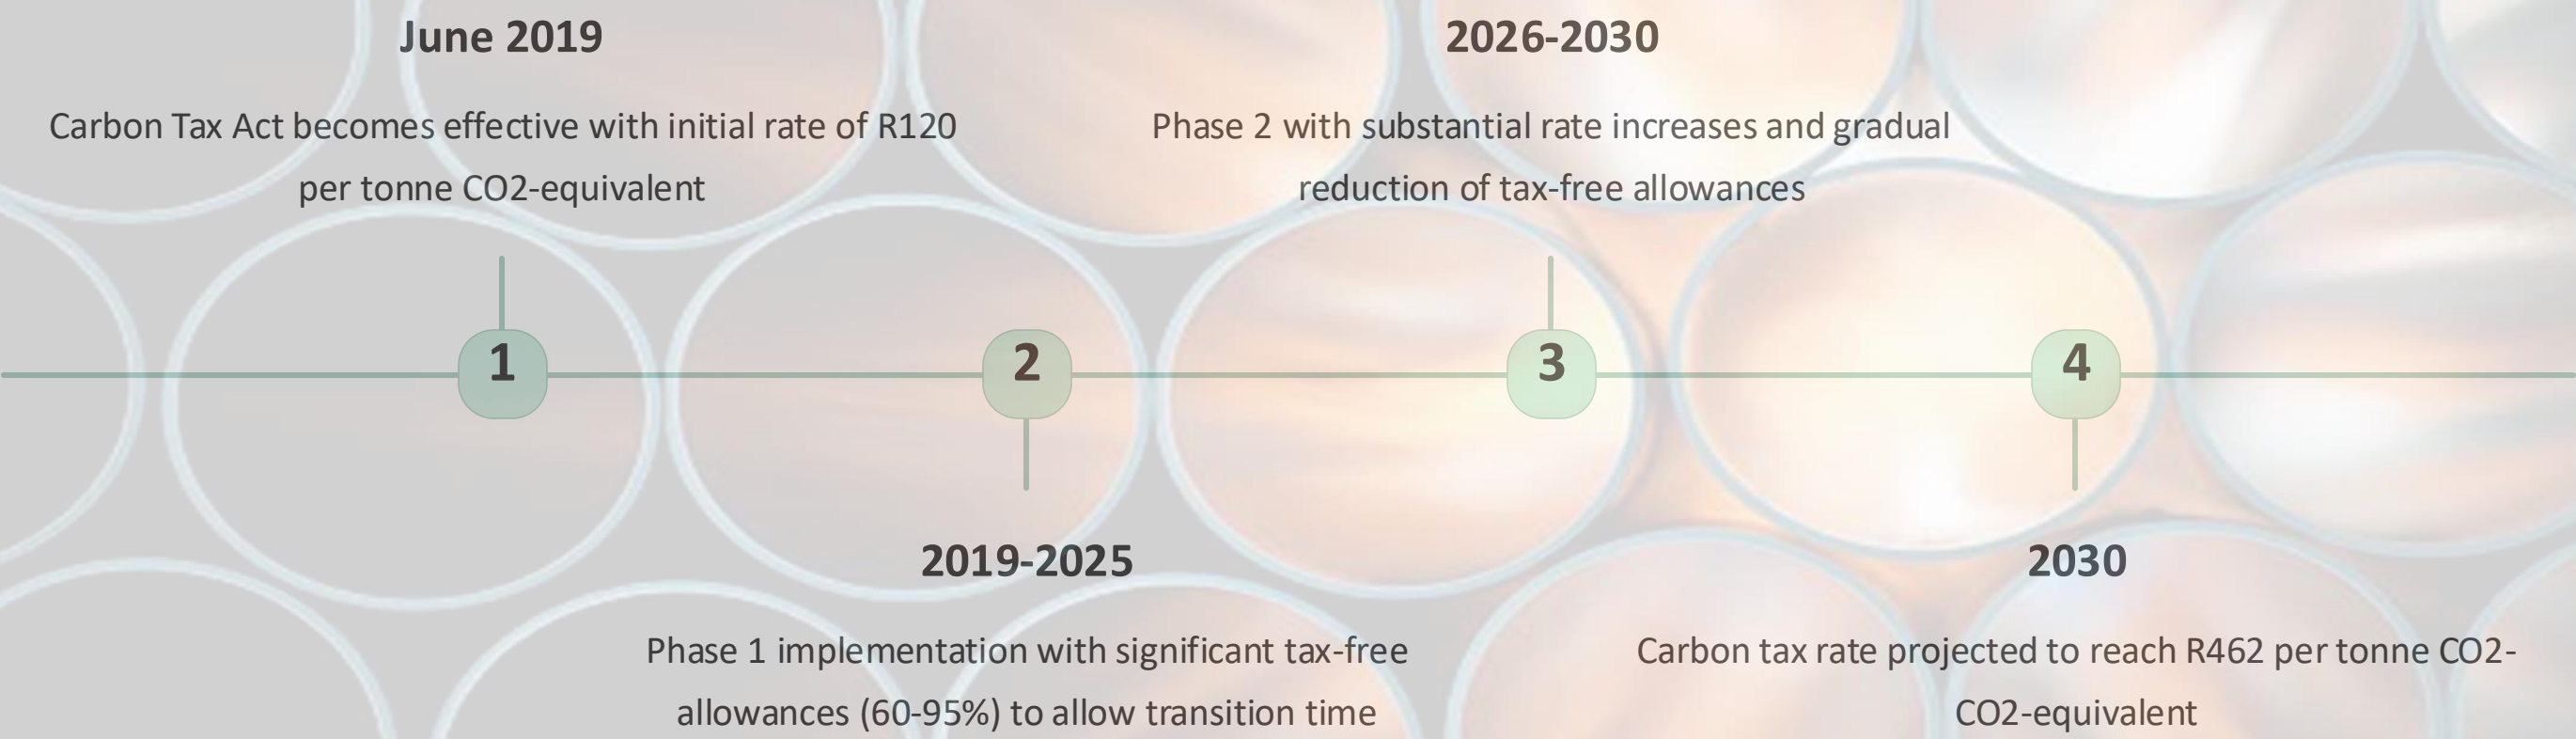 June 2019
Carbon Tax Act becomes effective with initial rate of R120
per tonne CO2-equivalent
1
2
2019-2025
Phase 1 implementation with significant tax-free
allowances (60-95%) to allow transition time
2026-2030
Phase 2 with substantial rate increases and gradual
reduction of tax-free allowances
3
4
2030
Carbon tax rate projected to reach R462 per tonne CO2-
CO2-equivalent